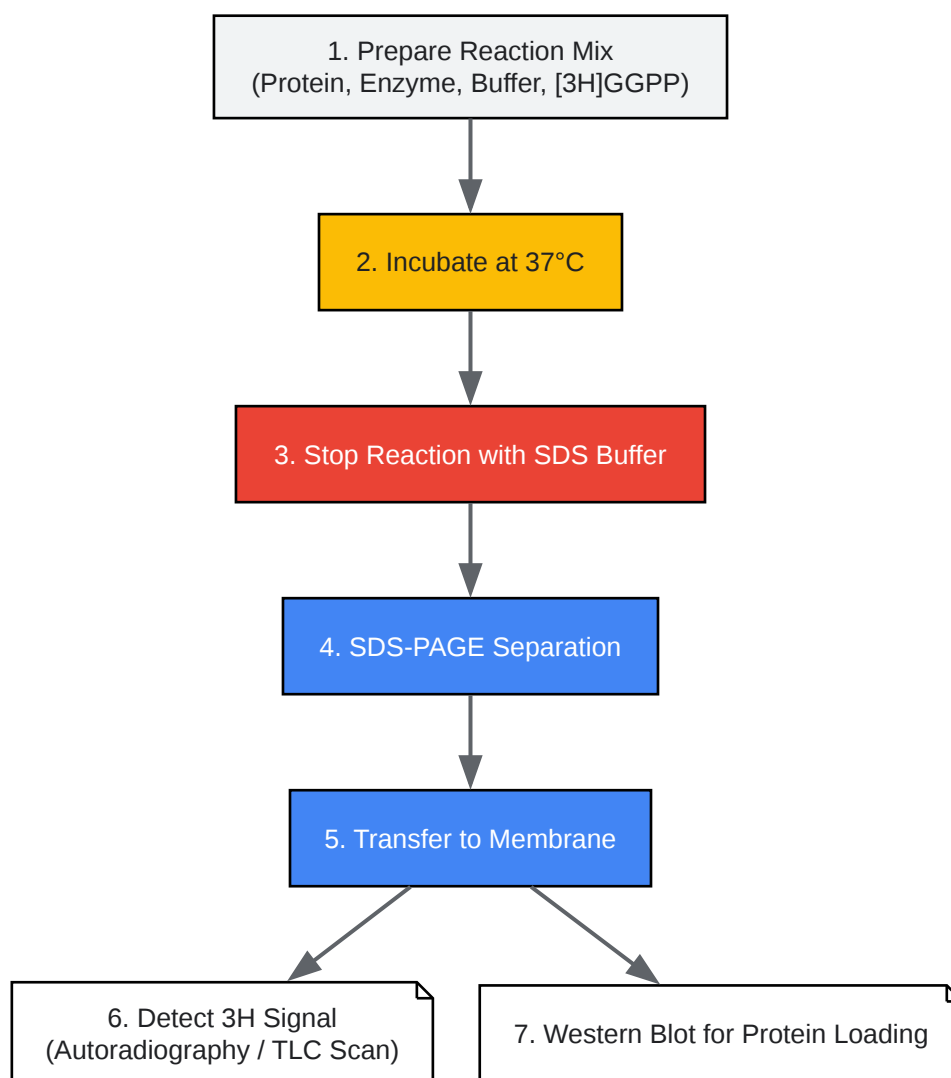 1. Prepare Reaction Mix
(Protein, Enzyme, Buffer, [3H]GGPP)
2. Incubate at 37°C
3. Stop Reaction with SDS Buffer
4. SDS-PAGE Separation
5. Transfer to Membrane
6. Detect 3H Signal
(Autoradiography / TLC Scan)
7. Western Blot for Protein Loading